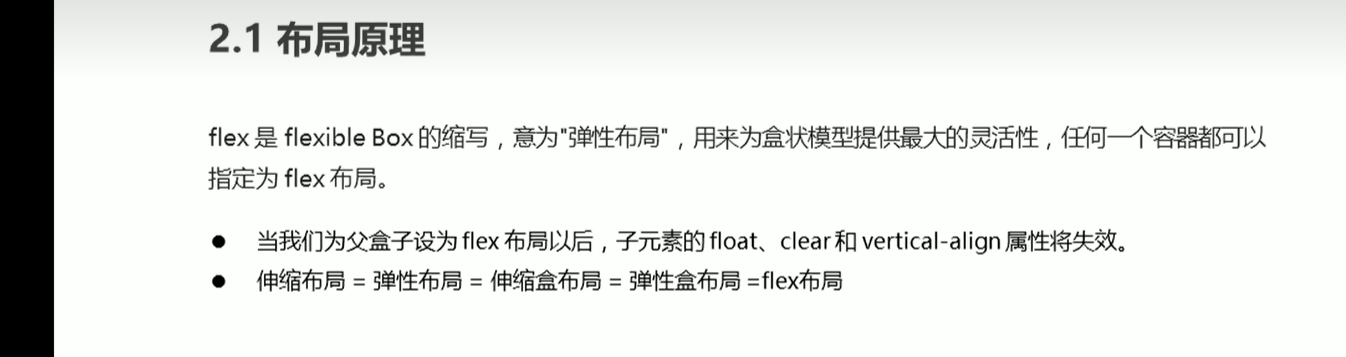 2.1 布局原理
flex 是 flexible Box 的缩写，意为"弹性布局"，用来为盒状模型提供最大的灵活性，任何一个容器都可以
指定为 flex 布局。
● 当我们为父盒子设为 flex 布局以后，子元素的 float、clear 和 vertical-align 属性将失效。
● 伸缩布局 = 弹性布局 = 伸缩盒布局 = 弹性盒布局 =flex布局